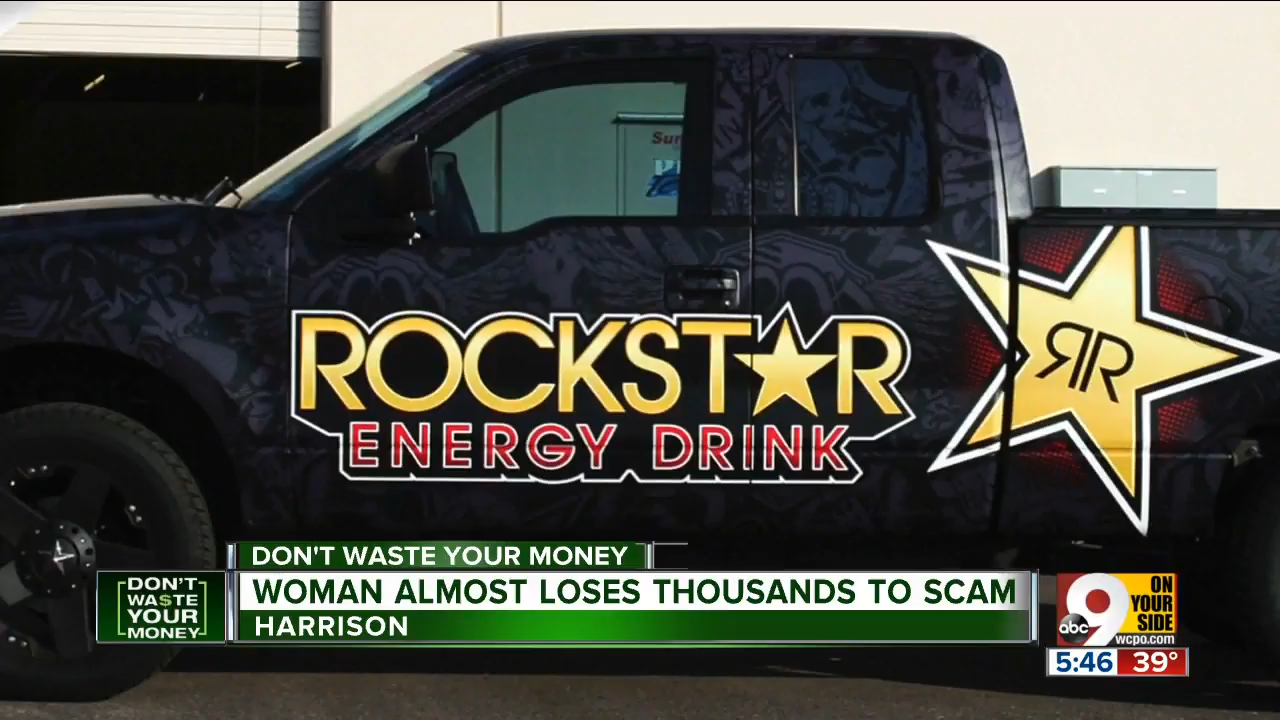 ROCKSTAR
ENERGY DRINK
RR
DON'T WASTE YOUR MONEY
DON'T
WA$TE
YOUR
MONEY
WOMAN ALMOST LOSES THOUSANDS TO SCAM
HARRISON
abc 9
ON
YOUR
SIDE
wcpo.com
5:46 39°